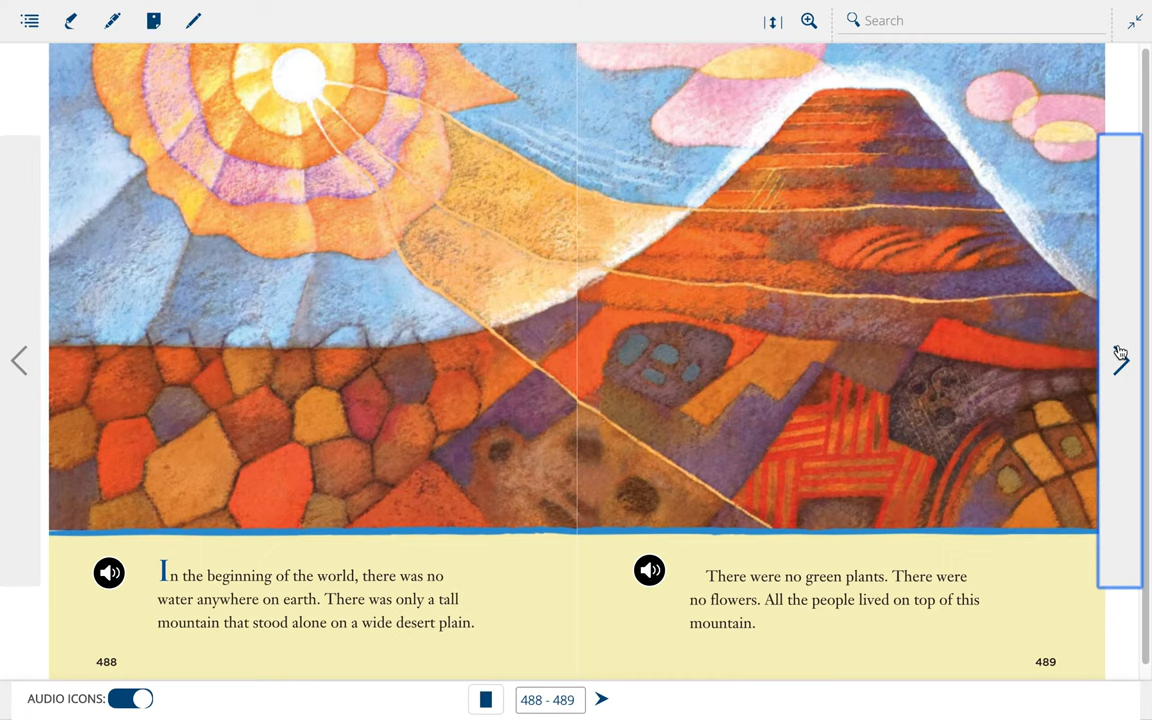 Search
In the beginning of the world, there was no
water anywhere on earth. There was only a tall
mountain that stood alone on a wide desert plain.
488
There were no green plants. There were
no flowers. All the people lived on top of this
mountain.
489
AUDIO ICONS:
488 - 489